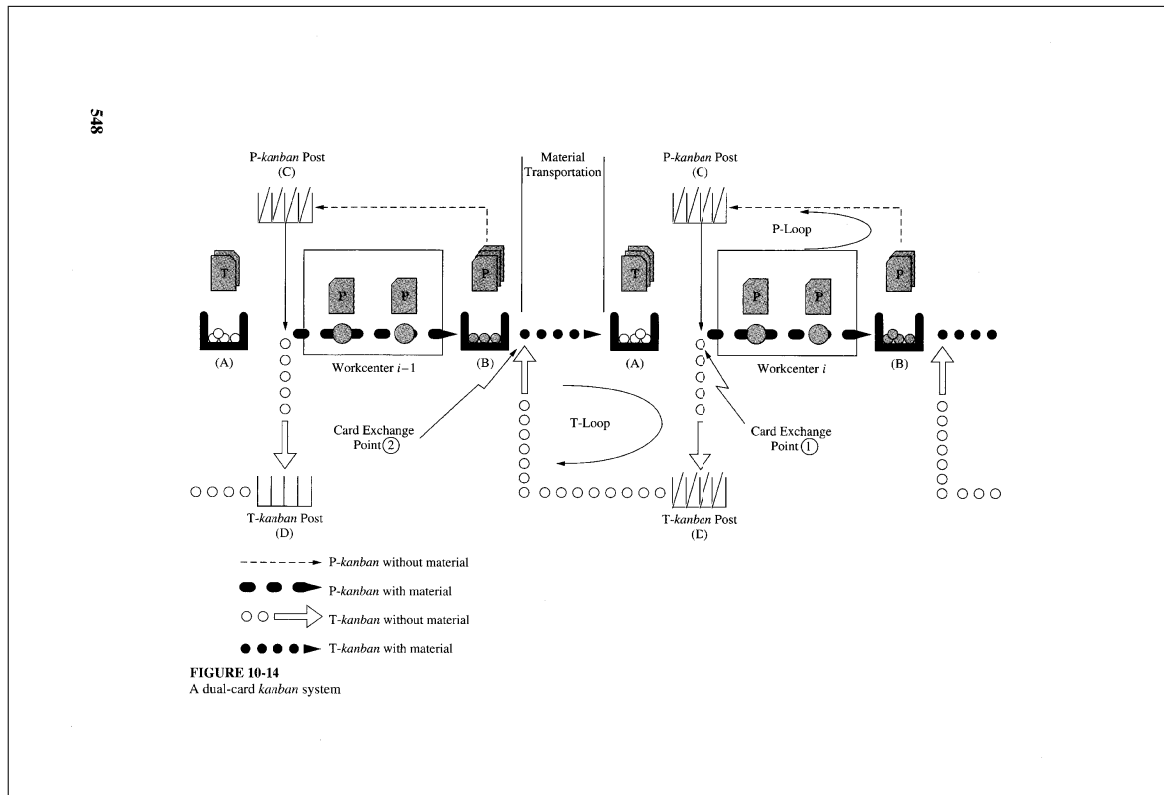 548
P-kanban Post
(C)
Material
Transportation
P-kanban Post
(C)
P-Loop
T
P
P
P
T
P
P
P
(A)
Workcenter i–1
(B)
(A)
Workcenter i
(B)
T-Loop
Card Exchange
Point 2
Card Exchange
Point 1
T-kanban Post
(D)
T-kanban Post
(D)
P-kanban without material
P-kanban with material
T-kanban without material
T-kanban with material
FIGURE 10-14
A dual-card kanban system